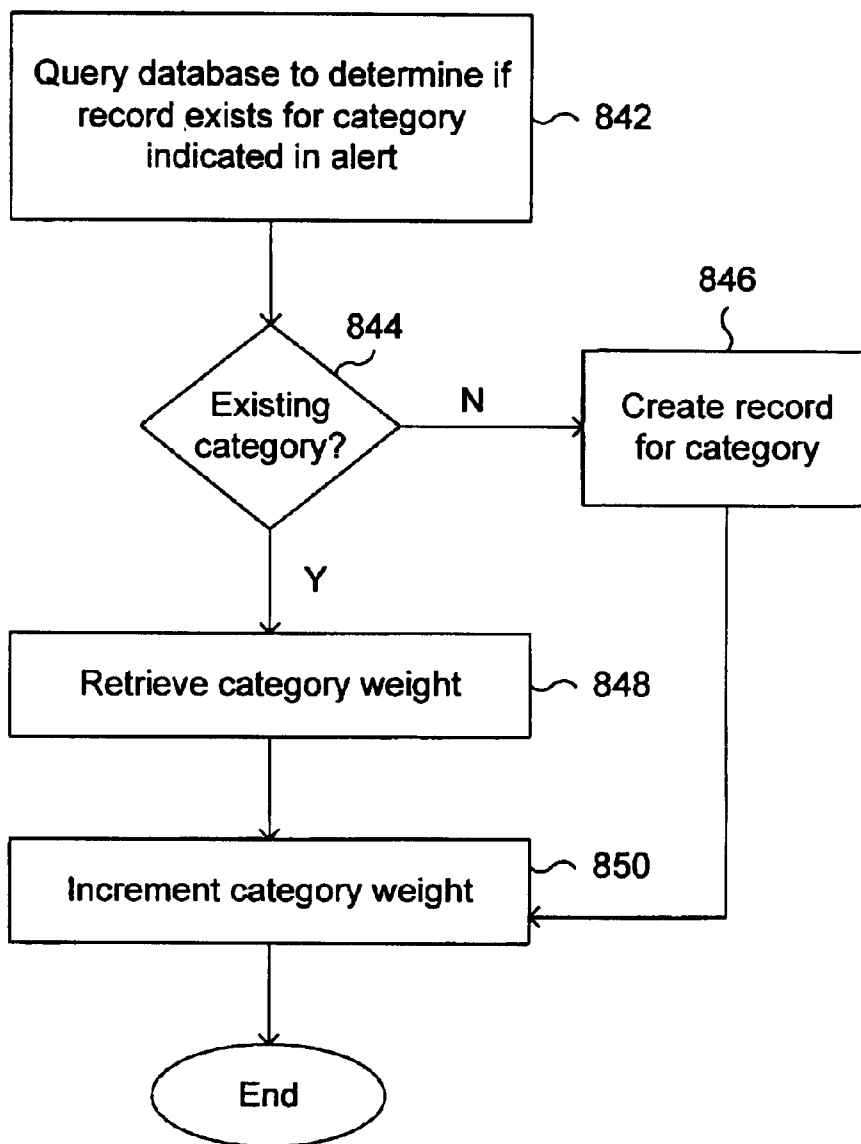 Query database to determine if
record exists for category
indicated in alert
842
844
846
Existing
category?
N
Create record
for category
Y
Retrieve category weight
848
Increment category weight
850
End